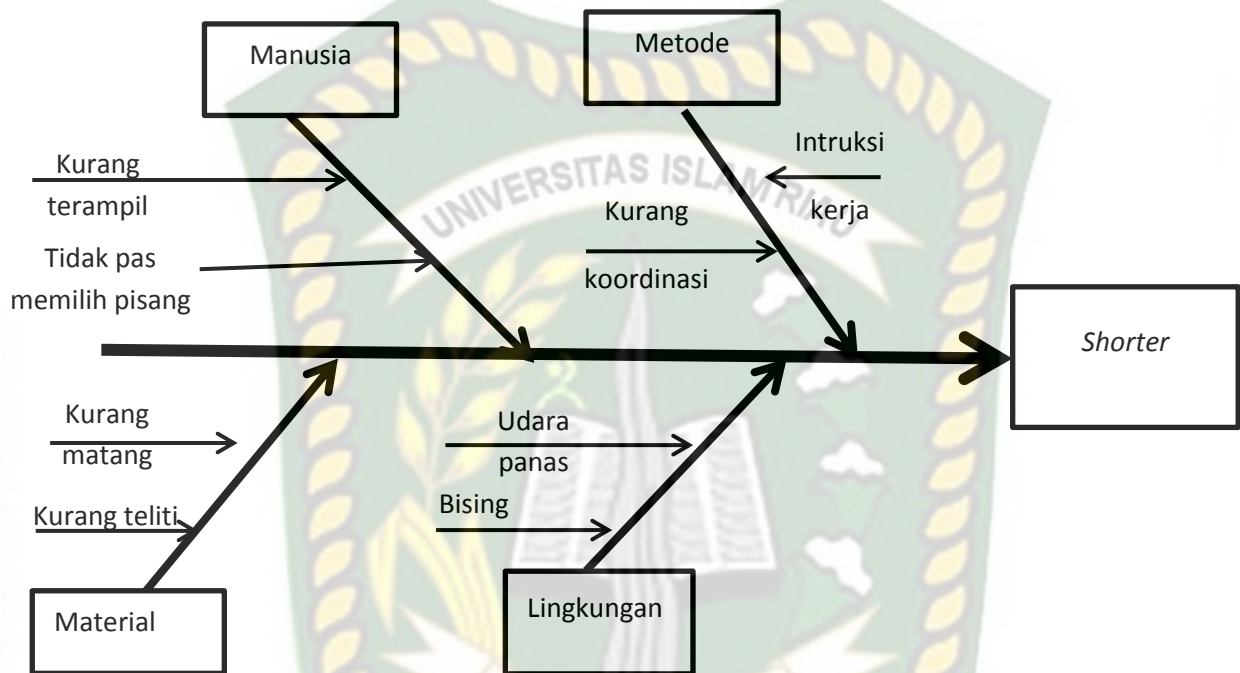 Manusia
Metode
Kurang
terampil
Tidak pas
memilih pisang
Intruksi
kerja
Kurang
koordinasi
UNIVERSITAS ISLAM RIAU
Shorter
Kurang
matang
Kurang teliti
Udara
panas
Bising
Material
Lingkungan